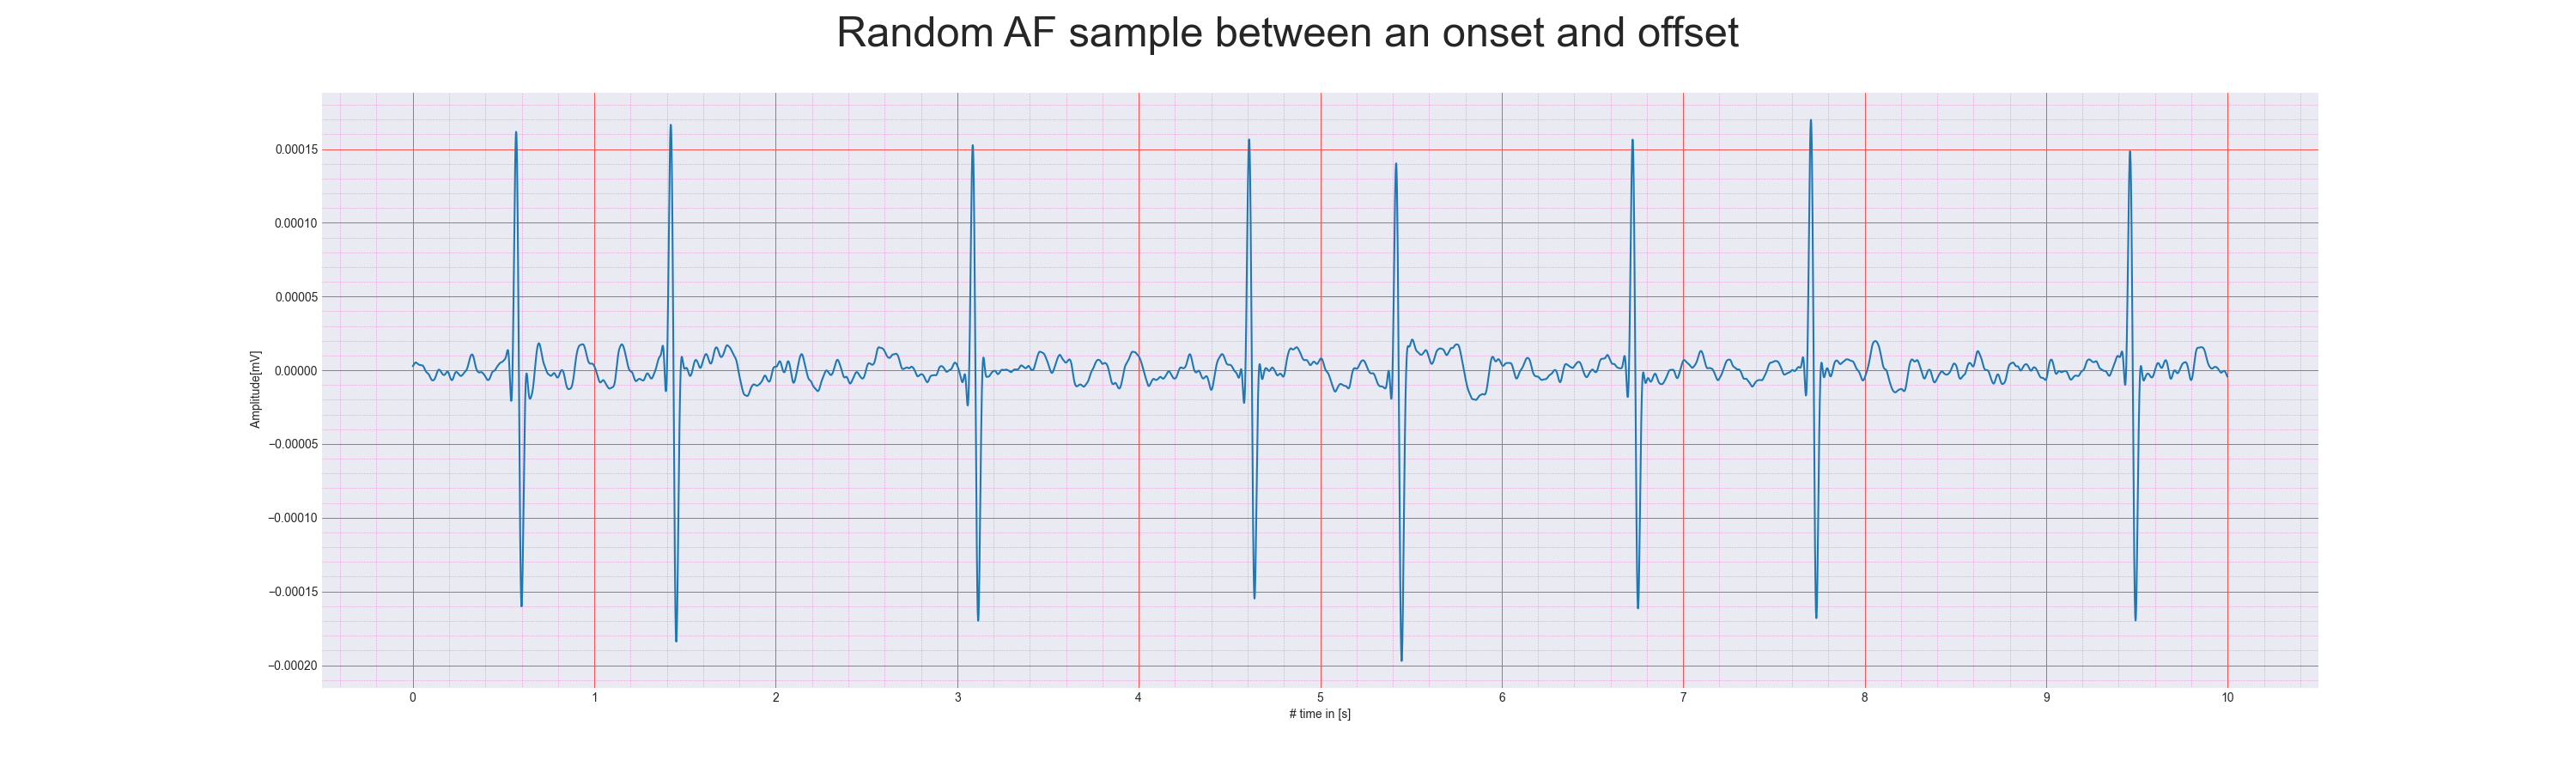 Random AF sample between an onset and offset
0.00015
0.00010
0.00005
0.00000
−0.00005
−0.00010
−0.00015
−0.00020
Amplitude[mV]
0 1 2 3 4 5 6 7 8 9 10
# time in [s]